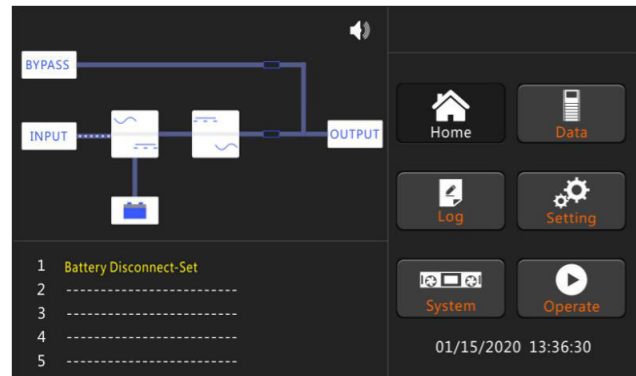 BYPASS
INPUT
OUTPUT
1 Battery Disconnect-Set
2 -------------------------
3 -------------------------
4 -------------------------
5 -------------------------
Home
Data
Log
Setting
System
Operate
01/15/2020 13:36:30